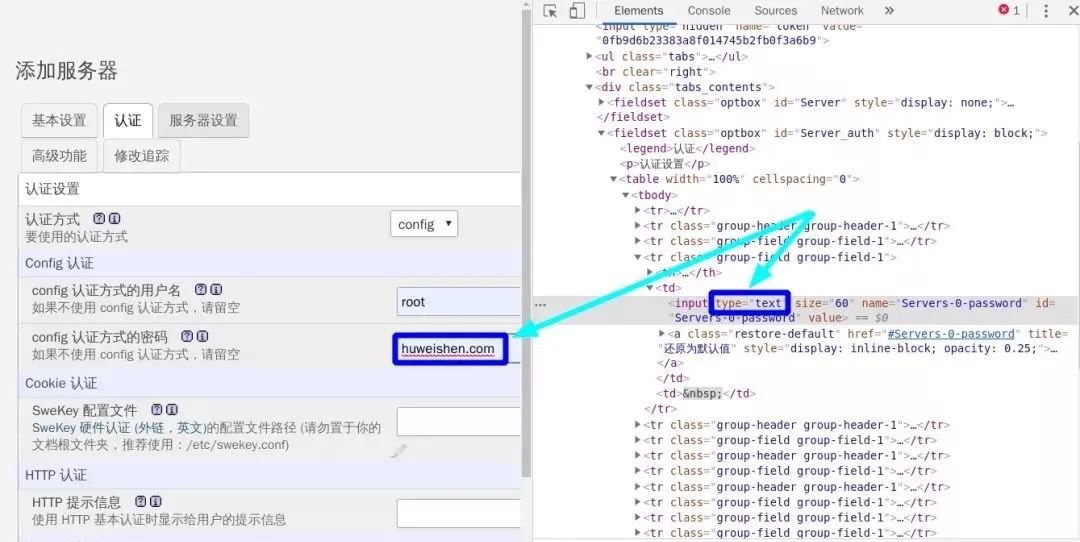 添加服务器
基本设置
认证
服务器设置
高级功能
修改追踪
认证设置
认证方式
要使用的认证方式
config
Config 认证
config 认证方式的用户名
如果不使用 config 认证方式，请留空
root
config 认证方式的密码
如果不使用 config 认证方式，请留空
huweishen.com
Cookie 认证
SweKey 配置文件
SweKey 硬件认证 (外链，英文)的配置文件路径 (请勿置于你的
文档根文件夹，推荐使用：/etc/swekey.conf)
HTTP 认证
HTTP 提示信息
使用 HTTP 基本认证时显示给用户的提示信息
Elements Console Sources Network » 1
<input type="hidden" name="token" value=
"0fb9d6b23383a8f014745b2fb0f3a6b9">
<ul class="tabs">…</ul>
<br clear="right">
<div class="tabs_contents">
<fieldset class="optbox" id="Server" style="display: none;">…
</fieldset>
<fieldset class="optbox" id="Server_auth" style="display: block;">
<legend>认证</legend>
<p>认证设置</p>
<table width="100%" cellspacing="0">
<tbody>
<tr>…</tr>
<tr class="group-header group-header-1">…</tr>
<tr class="group-field group-field-1">…</tr>
<tr class="group-field group-field-1">
<th>…</th>
<td>
<input type="text" size="60" name="Servers-0-password" id=
"Servers-0-password" value> == $0
<a class="restore-default" href="#Servers-0-password" title=
"还原为默认值" style="display: inline-block; opacity: 0.25;">…
</a>
</td>
<td>&nbsp;</td>
</tr>
<tr class="group-header group-header-1">…</tr>
<tr class="group-field group-field-1">…</tr>
<tr class="group-header group-header-1">…</tr>
<tr class="group-field group-field-1">…</tr>
<tr class="group-header group-header-1">…</tr>
<tr class="group-field group-field-1">…</tr>
<tr class="group-field group-field-1">…</tr>
<tr class="group-field group-field-1">…</tr>